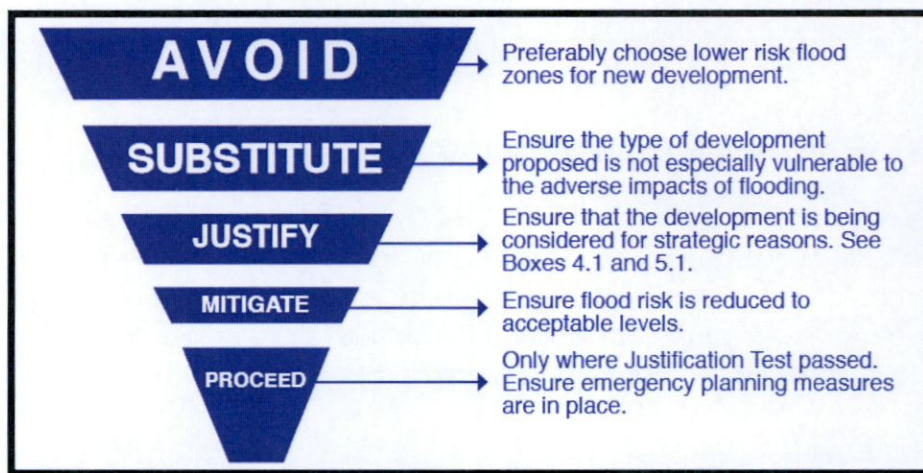 AVOID
Preferably choose lower risk flood
zones for new development.
SUBSTITUTE
Ensure the type of development
proposed is not especially vulnerable to
the adverse impacts of flooding.
JUSTIFY
Ensure that the development is being
considered for strategic reasons. See
Boxes 4.1 and 5.1.
MITIGATE
Ensure flood risk is reduced to
acceptable levels.
PROCEED
Only where Justification Test passed.
Ensure emergency planning measures
are in place.